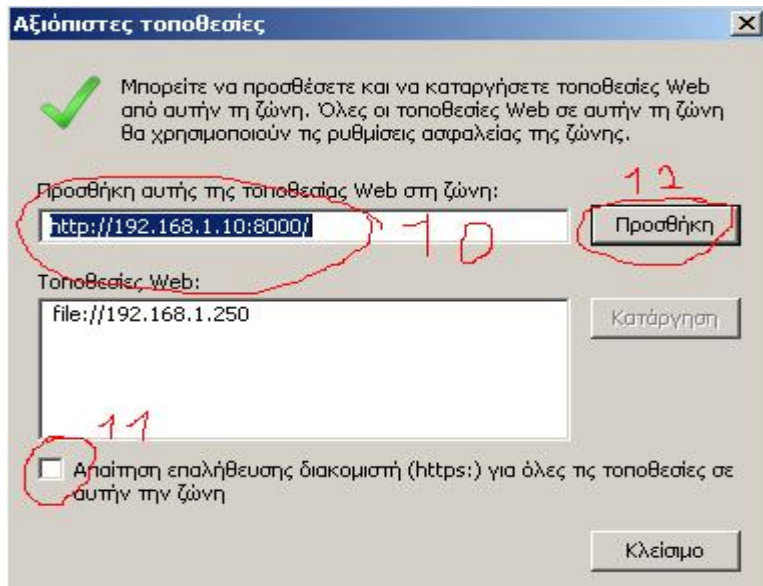 Αξιόπιστες τοποθεσίες
Μπορείτε να προσθέσετε και να καταργήσετε τοποθεσίες Web
από αυτήν τη ζώνη. Όλες οι τοποθεσίες Web σε αυτήν τη ζώνη
θα χρησιμοποιούν τις ρυθμίσεις ασφαλείας της ζώνης.
12
Προσθήκη αυτής της τοποθεσίας Web στη ζώνη:
http://192.168.1.10:8000/
10
Προσθήκη
Τοποθεσίες Web:
file://192.168.1.250
Κατάργηση
11
Απαίτηση επαλήθευσης διακομιστή (https:) για όλες τις τοποθεσίες σε
αυτήν την ζώνη
Κλείσιμο